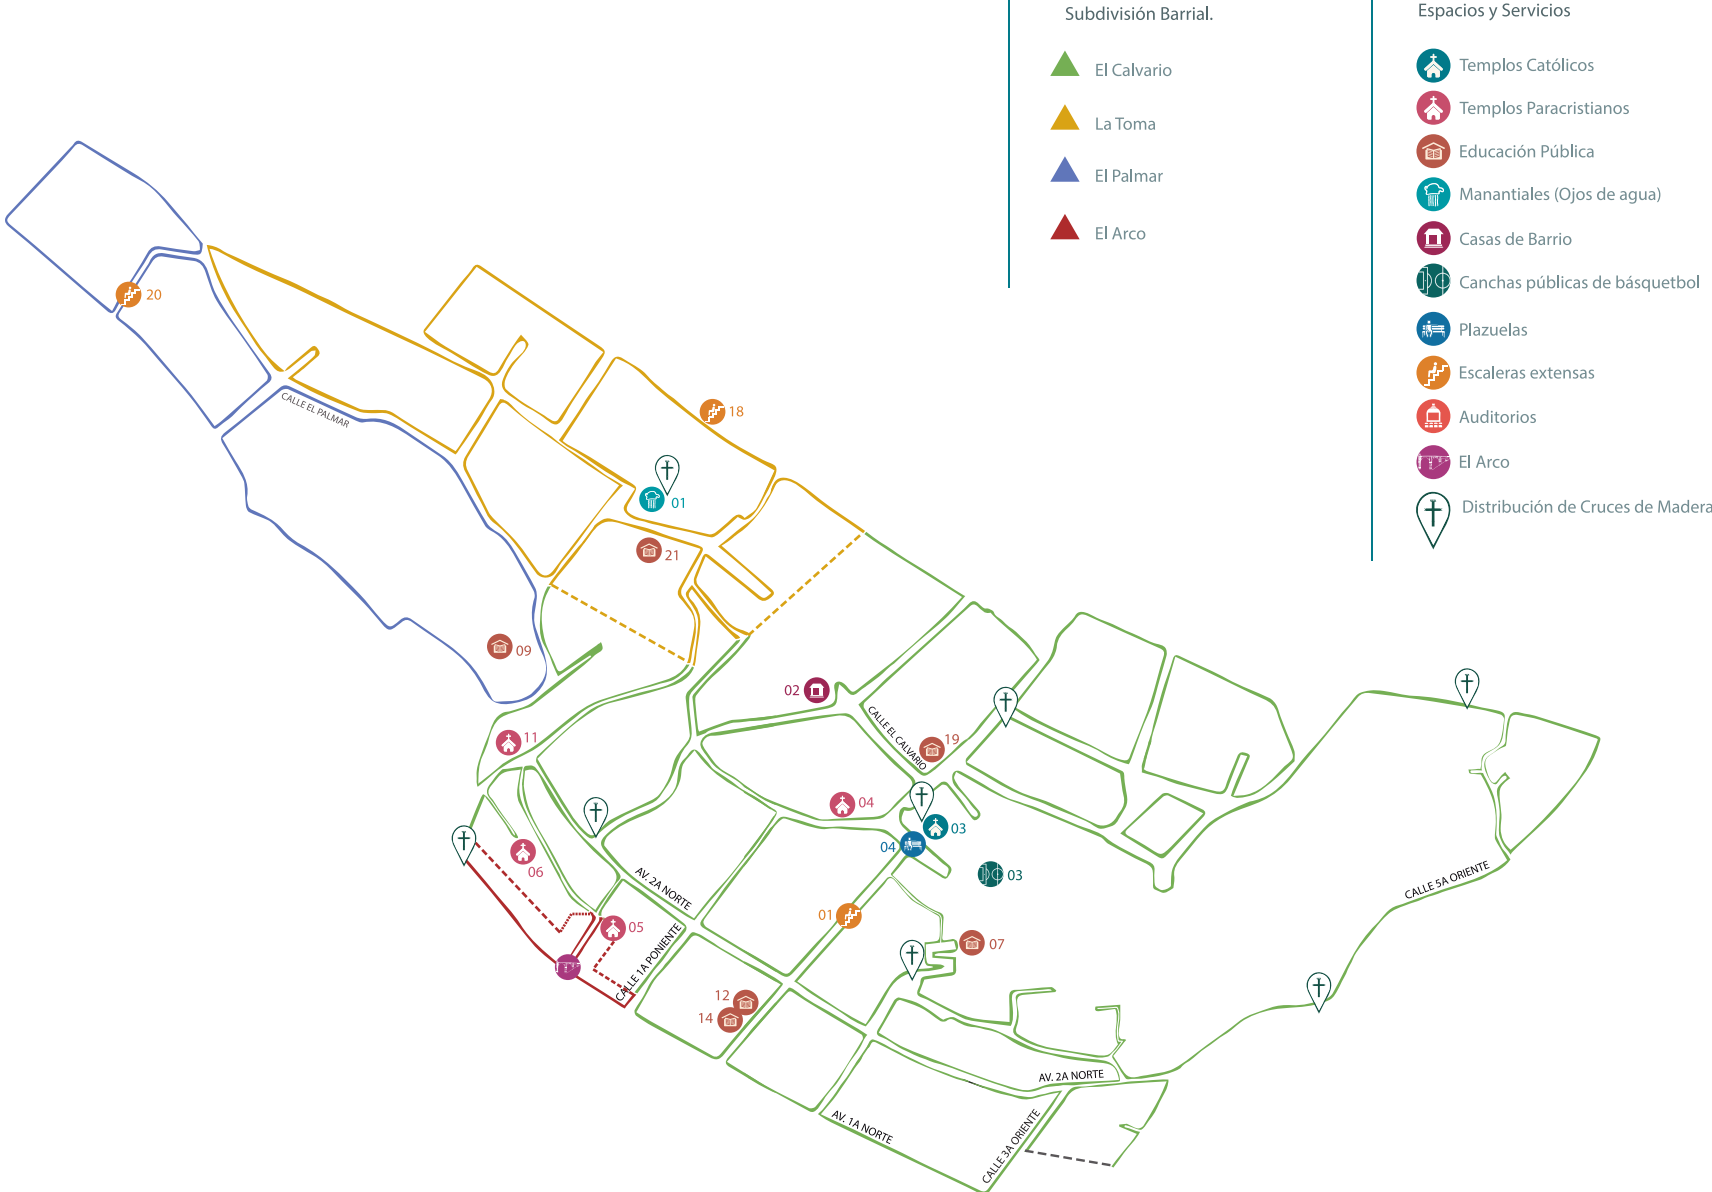 Subdivisión Barrial.
El Calvario
La Toma
El Palmar
El Arco
Espacios y Servicios
Templos Católicos
Templos Paracristianos
Educación Pública
Manantiales (Ojos de agua)
Casas de Barrio
Canchas públicas de básquetbol
Plazuelas
Escaleras extensas
Auditorios
El Arco
Distribución de Cruces de Madera
20
CALLE EL PALMAR
18
01
21
09
02
CALLE EL CALVARIO
19
11
04
03
04
03
06
AV. 2A NORTE
01
05
CALLE 1A PONIENTE
07
12
14
CALLE 5A ORIENTE
AV. 2A NORTE
AV. 1A NORTE
CALLE 3A ORIENTE